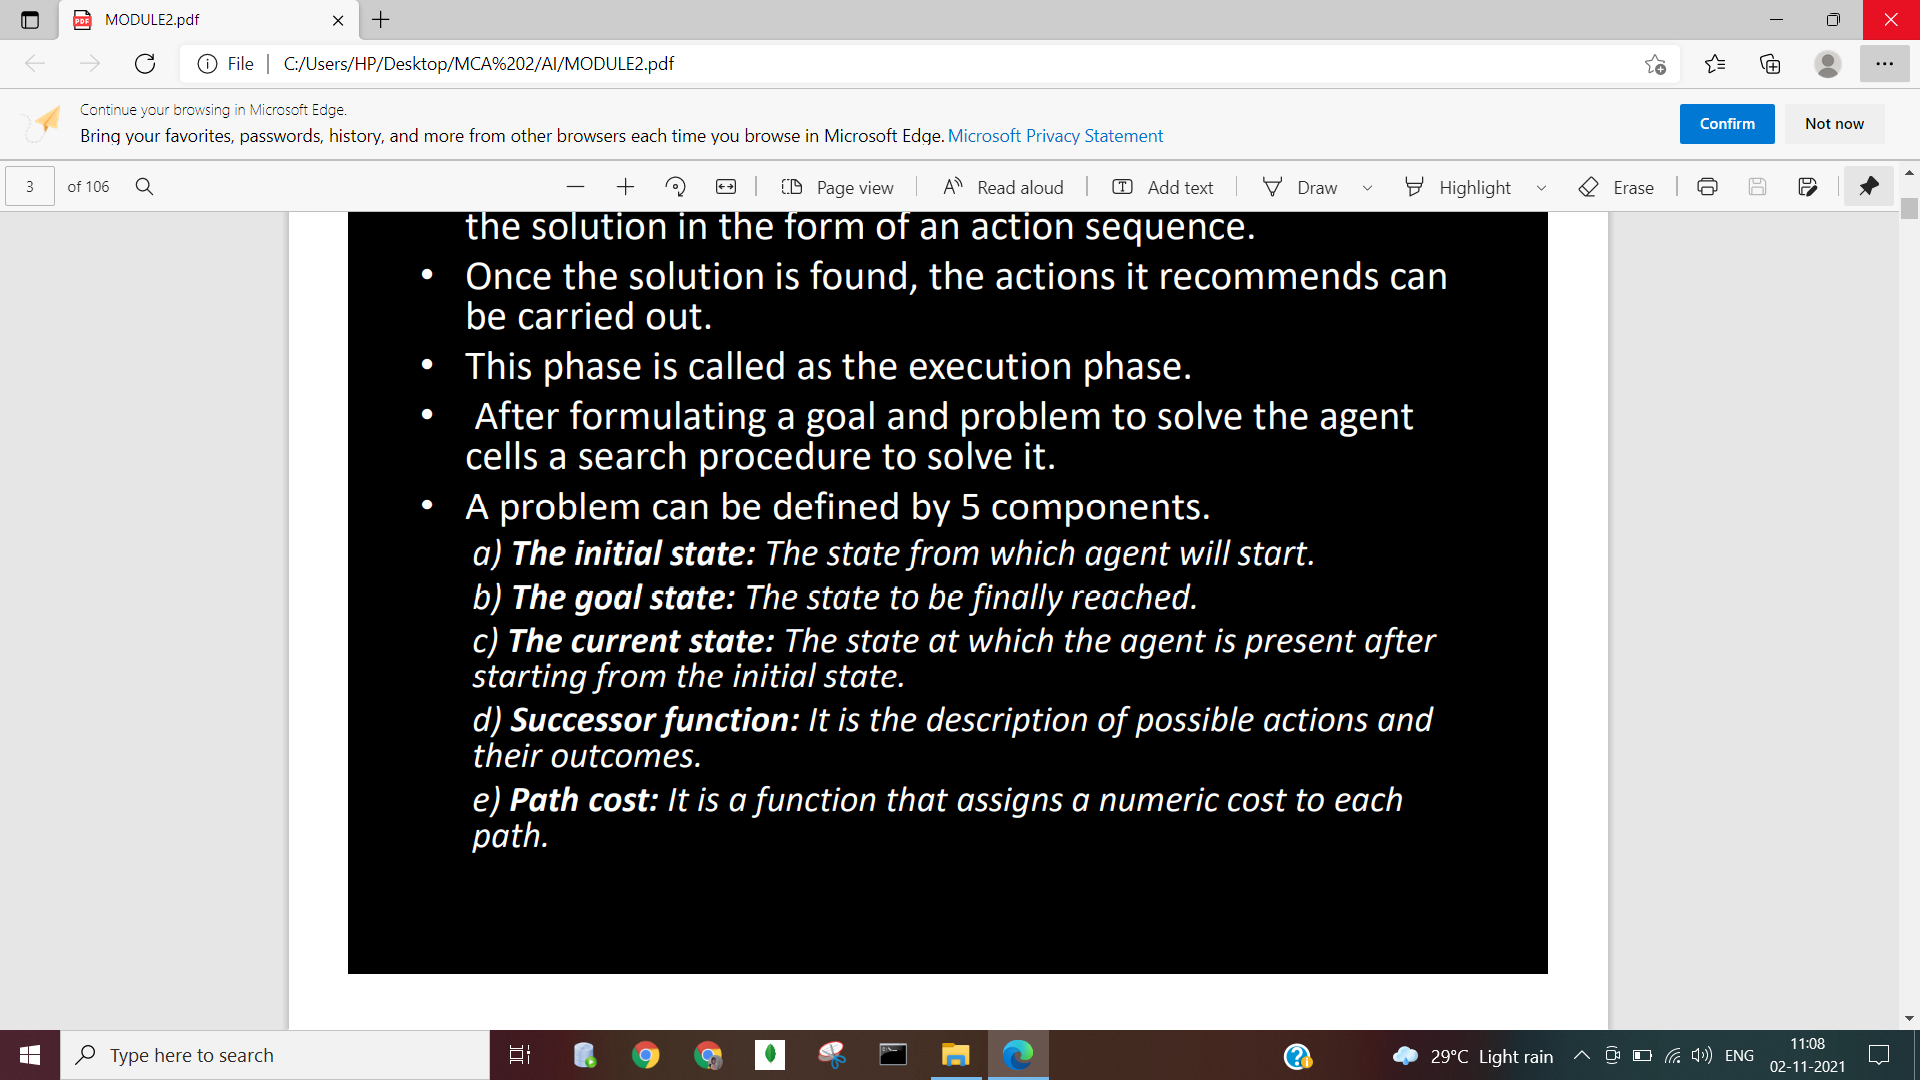 MODULE2.pdf
File
C:/Users/HP/Desktop/MCA%202/AI/MODULE2.pdf
Continue your browsing in Microsoft Edge.
Bring your favorites, passwords, history, and more from other browsers each time you browse in Microsoft Edge. Microsoft Privacy Statement
Confirm
Not now
3 of 106
Page view
Read aloud
Add text
Draw
Highlight
Erase
the solution in the form of an action sequence.
• Once the solution is found, the actions it recommends can
be carried out.
• This phase is called as the execution phase.
• After formulating a goal and problem to solve the agent
cells a search procedure to solve it.
• A problem can be defined by 5 components.
a) The initial state: The state from which agent will start.
b) The goal state: The state to be finally reached.
c) The current state: The state at which the agent is present after
starting from the initial state.
d) Successor function: It is the description of possible actions and
their outcomes.
e) Path cost: It is a function that assigns a numeric cost to each
path.
Type here to search
29°C Light rain
ENG
11:08
02-11-2021